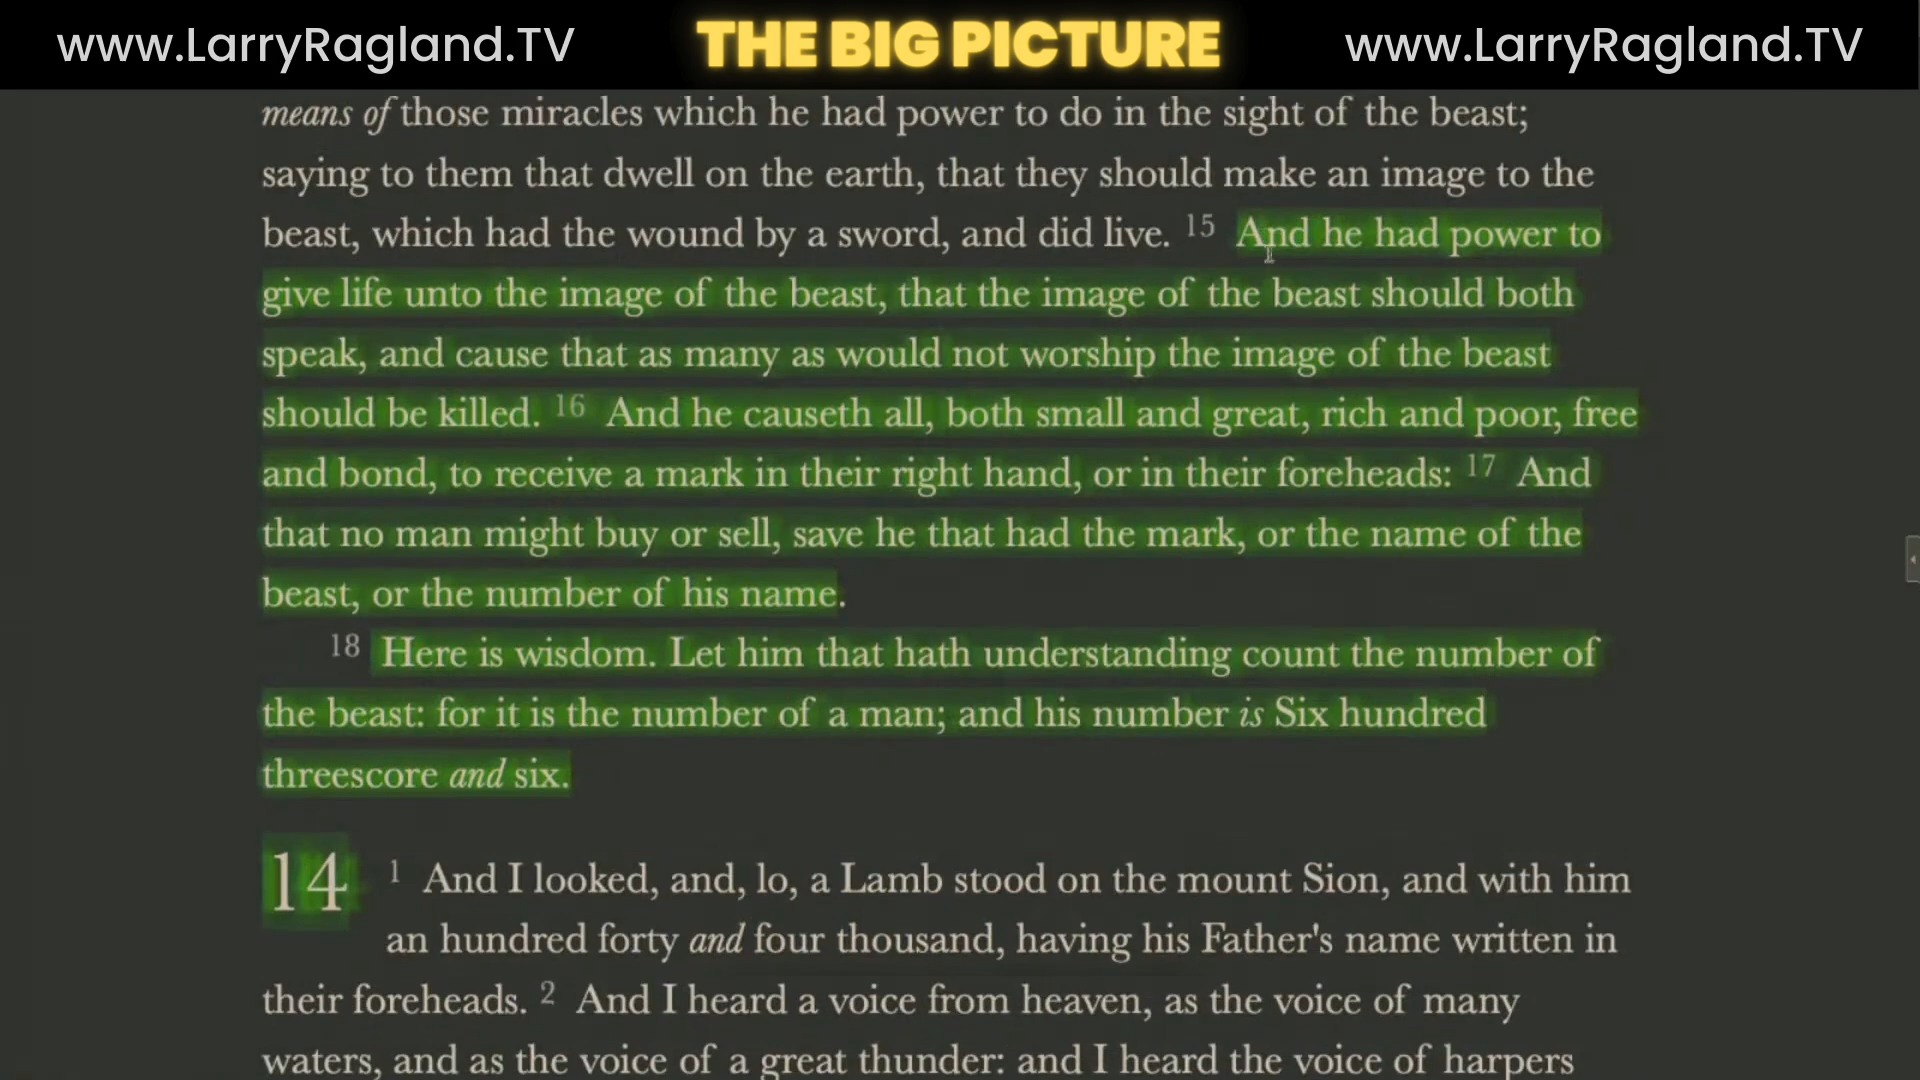 www.LarryRagland.TV THE BIG PICTURE www.LarryRagland.TV
means of those miracles which he had power to do in the sight of the beast;
saying to them that dwell on the earth, that they should make an image to the
beast, which had the wound by a sword, and did live. 15 And he had power to
give life unto the image of the beast, that the image of the beast should both
speak, and cause that as many as would not worship the image of the beast
should be killed. 16 And he causeth all, both small and great, rich and poor, free
and bond, to receive a mark in their right hand, or in their foreheads: 17 And
that no man might buy or sell, save he that had the mark, or the name of the
beast, or the number of his name.
18 Here is wisdom. Let him that hath understanding count the number of
the beast: for it is the number of a man; and his number is Six hundred
threescore and six.
14 1 And I looked, and, lo, a Lamb stood on the mount Sion, and with him
an hundred forty and four thousand, having his Father's name written in
their foreheads. 2 And I heard a voice from heaven, as the voice of many
waters, and as the voice of a great thunder: and I heard the voice of harpers